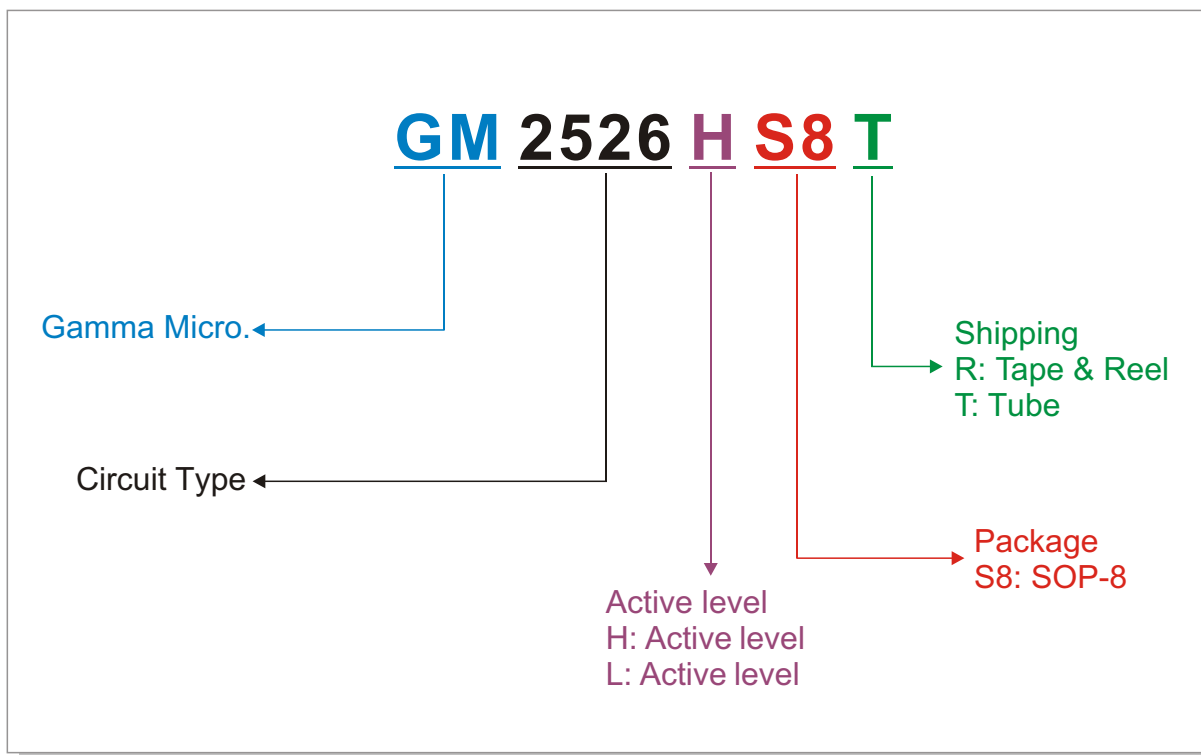 GM 2526 H S8 T
Gamma Micro.
Shipping
R: Tape & Reel
T: Tube
Circuit Type
Package
S8: SOP-8
Active level
H: Active level
L: Active level